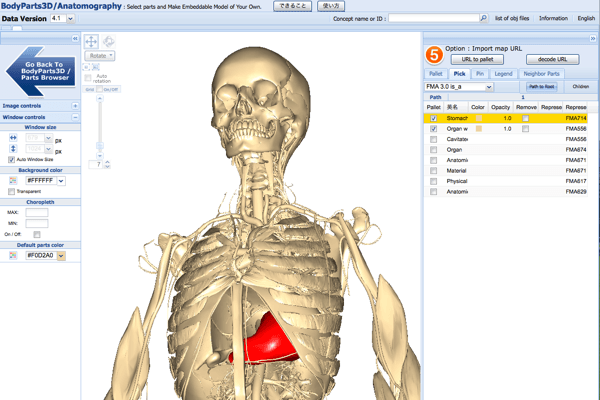 BodyParts3D/Anatomography : Select parts and Make Embeddable Model of Your Own.
できること
使い方
Data Version 4.1
Concept name or ID :
list of obj files
Information
English
Go Back To
BodyParts3D /
Parts Browser
Image controls
Window controls
Window size
px
px
Auto Window Size
Background color
#FFFFFF
Transparent
Choropleth
MAX:
MIN:
On / Off:
Default parts color
#F0D2A0
Rotate
Auto
rotation
On/Off
7
5 Option : Import map URL
URL to pallet
decode URL
Pallet Pick Pin Legend Neighbor Parts
FMA 3.0 is_a
Path to Root
Children
Path 1
Pallet 英名 Color Opacity Remove Represe Represe
Stomach 1.0 FMA714
Organ w 1.0 FMA556
Cavitate FMA556
Organ FMA674
Anatomi FMA671
Material FMA671
Physical FMA617
Anatomi FMA629